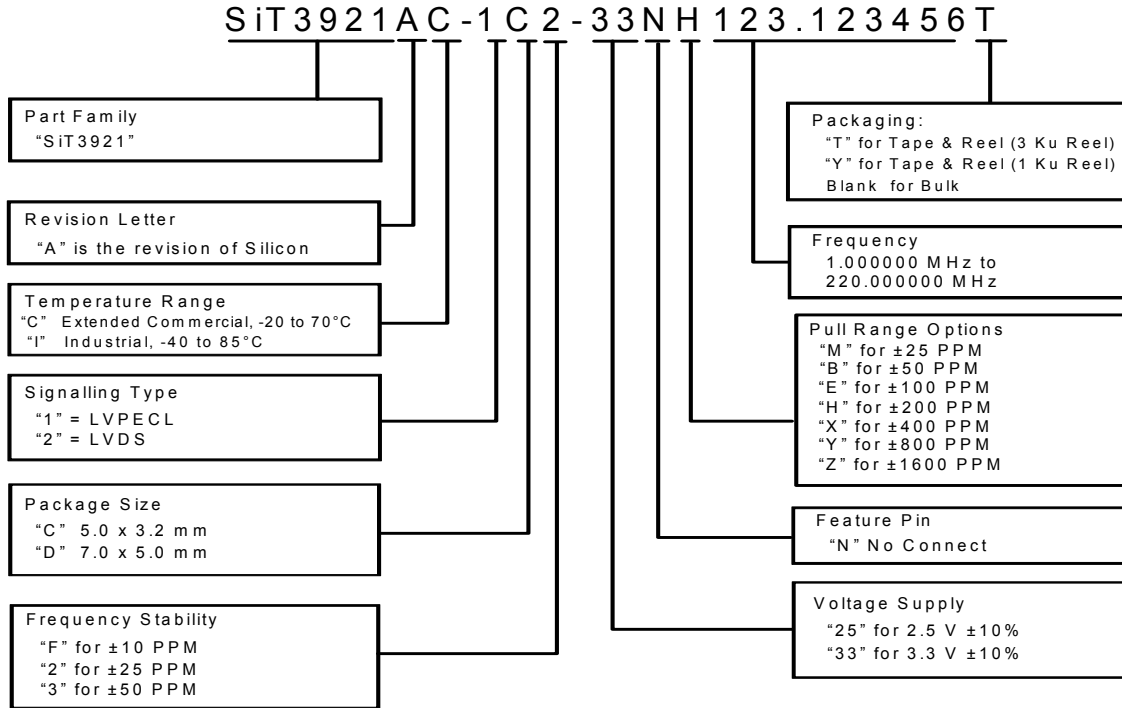 SiT3921AC-1C2-33NH123.123456T
Part Family
“SiT3921”
Revision Letter
“A” is the revision of Silicon
Temperature Range
“C” Extended Commercial, -20 to 70°C
“I” Industrial, -40 to 85°C
Signalling Type
“1” = LVPECL
“2” = LVDS
Package Size
“C” 5.0 x 3.2 mm
“D” 7.0 x 5.0 mm
Frequency Stability
“F” for ±10 PPM
“2” for ±25 PPM
“3” for ±50 PPM
Packaging:
“T” for Tape & Reel (3 Ku Reel)
“Y” for Tape & Reel (1 Ku Reel)
Blank for Bulk
Frequency
1.000000 MHz to
220.000000 MHz
Pull Range Options
“M” for ±25 PPM
“B” for ±50 PPM
“E” for ±100 PPM
“H” for ±200 PPM
“X” for ±400 PPM
“Y” for ±800 PPM
“Z” for ±1600 PPM
Feature Pin
“N” No Connect
Voltage Supply
“25” for 2.5 V ±10%
“33” for 3.3 V ±10%